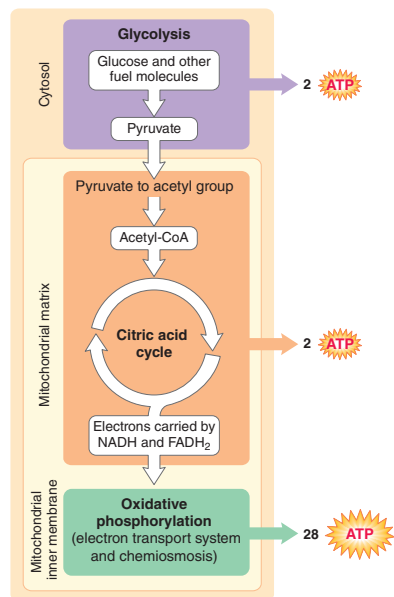 Glycolysis
Cytosol
Glucose and other
fuel molecules
2 ATP
Pyruvate
Pyruvate to acetyl group
Acetyl-CoA
Mitochondrial matrix
Citric acid
cycle
2 ATP
Electrons carried by
NADH and FADH₂
Mitochondrial
inner membrane
Oxidative
phosphorylation
(electron transport system
and chemiosmosis)
28 ATP